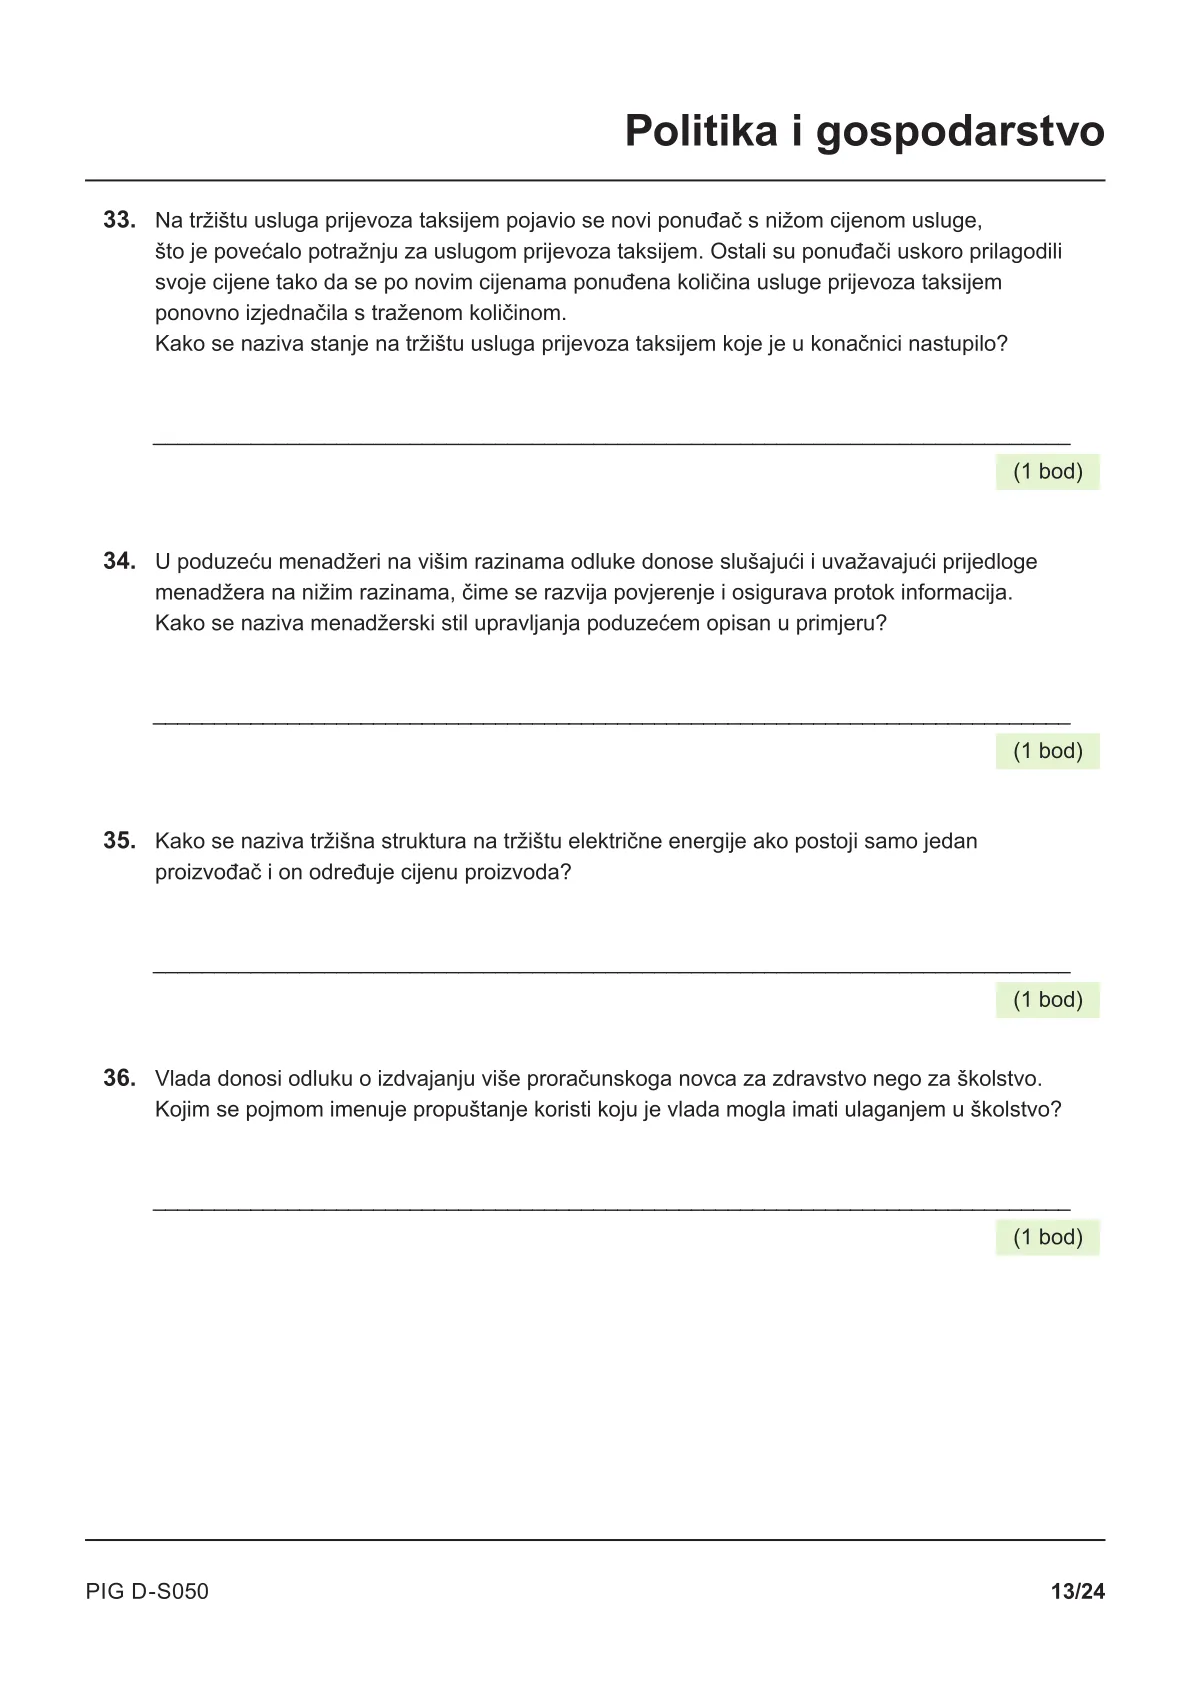 Politika i gospodarstvo
33. Na tržištu usluga prijevoza taksijem pojavio se novi ponuđač s nižom cijenom usluge,
što je povećalo potražnju za uslugom prijevoza taksijem. Ostali su ponuđači uskoro prilagodili
svoje cijene tako da se po novim cijenama ponuđena količina usluge prijevoza taksijem
ponovno izjednačila s traženom količinom.
Kako se naziva stanje na tržištu usluga prijevoza taksijem koje je u konačnici nastupilo?
(1 bod)
34. U poduzeću menadžeri na višim razinama odluke donose slušajući i uvažavajući prijedloge
menadžera na nižim razinama, čime se razvija povjerenje i osigurava protok informacija.
Kako se naziva menadžerski stil upravljanja poduzećem opisan u primjeru?
(1 bod)
35. Kako se naziva tržišna struktura na tržištu električne energije ako postoji samo jedan
proizvođač i on određuje cijenu proizvoda?
(1 bod)
36. Vlada donosi odluku o izdvajanju više proračunskoga novca za zdravstvo nego za školstvo.
Kojim se pojmom imenuje propuštanje koristi koju je vlada mogla imati ulaganjem u školstvo?
(1 bod)
PIG D-S050
13/24